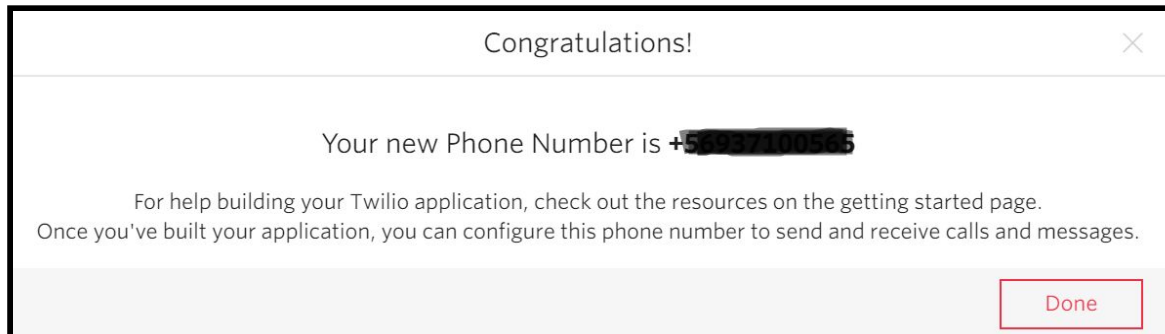 Congratulations!
Your new Phone Number is +
For help building your Twilio application, check out the resources on the getting started page.
Once you've built your application, you can configure this phone number to send and receive calls and messages.
Done